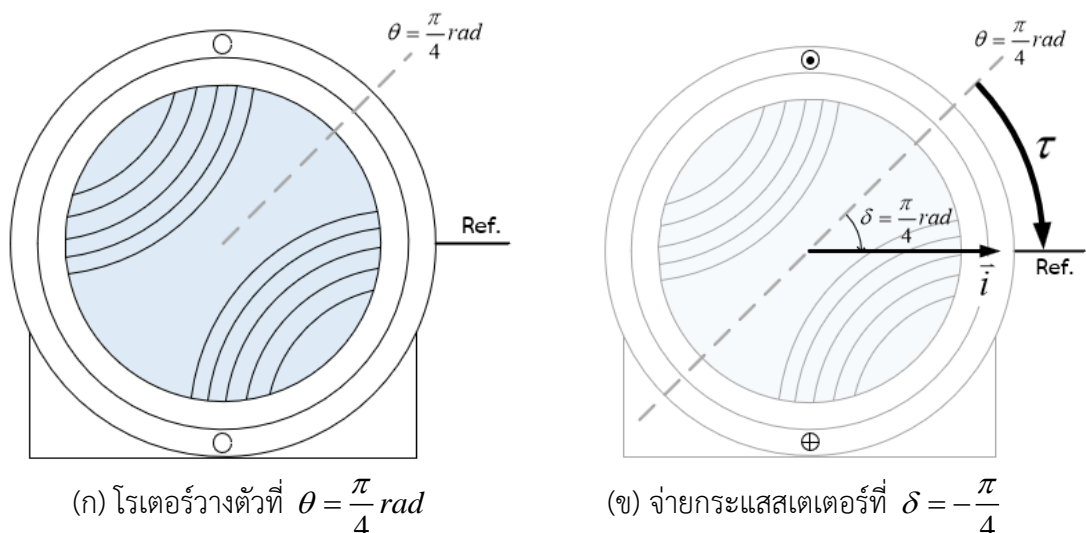 θ = π/4 rad
Ref.
θ = π/4 rad
τ
δ = π/4 rad
i⃗
Ref.
(ก) โรเตอร์วางตัวที่ θ = π/4 rad
(ข) จ่ายกระแสสเตเตอร์ที่ δ = −π/4